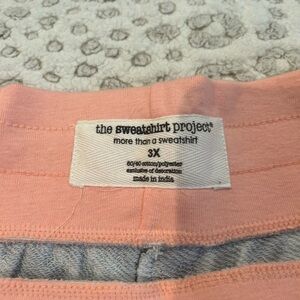 the sweatshirt project®
more than a sweatshirt
3X
60/40 cotton/polyester
exclusive of decoration
made in india